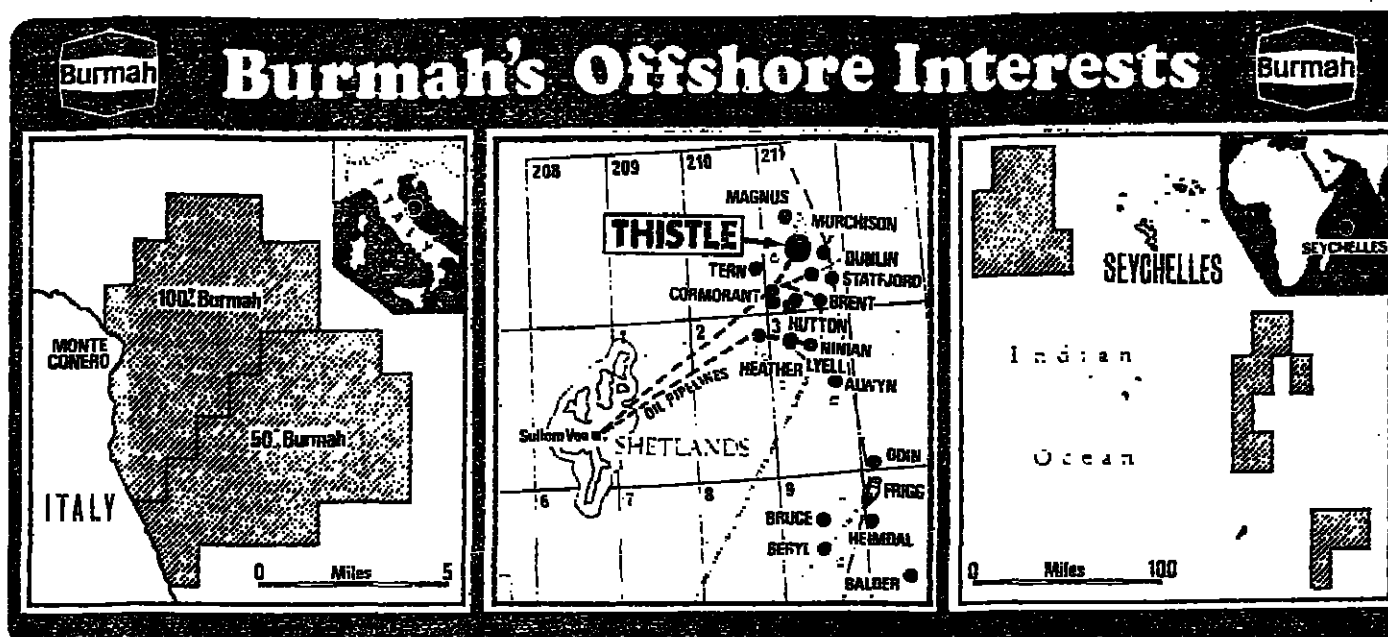 Burmah
Burmah's Offshore Interests
Burmah
ITALY
100% Burmah
MONTE
CONERO
50% Burmah
ITALY
0 Miles 5
208
209
210
211
MAGNUS
MURCHISON
THISTLE
DUNLIN
TERN
STATFJORD
CORMORANT
BRENT
2
3
HUTTON
NINIAN
HEATHER
LYELL
ALWYN
OIL PIPELINES
Sullom Voe
SHETLANDS
ODIN
6
7
8
9
FRIGG
BRUCE
HEIMDAL
BERYL
BALDER
SEYCHELLES
SEYCHELLES
Indian
Ocean
0 Miles 100